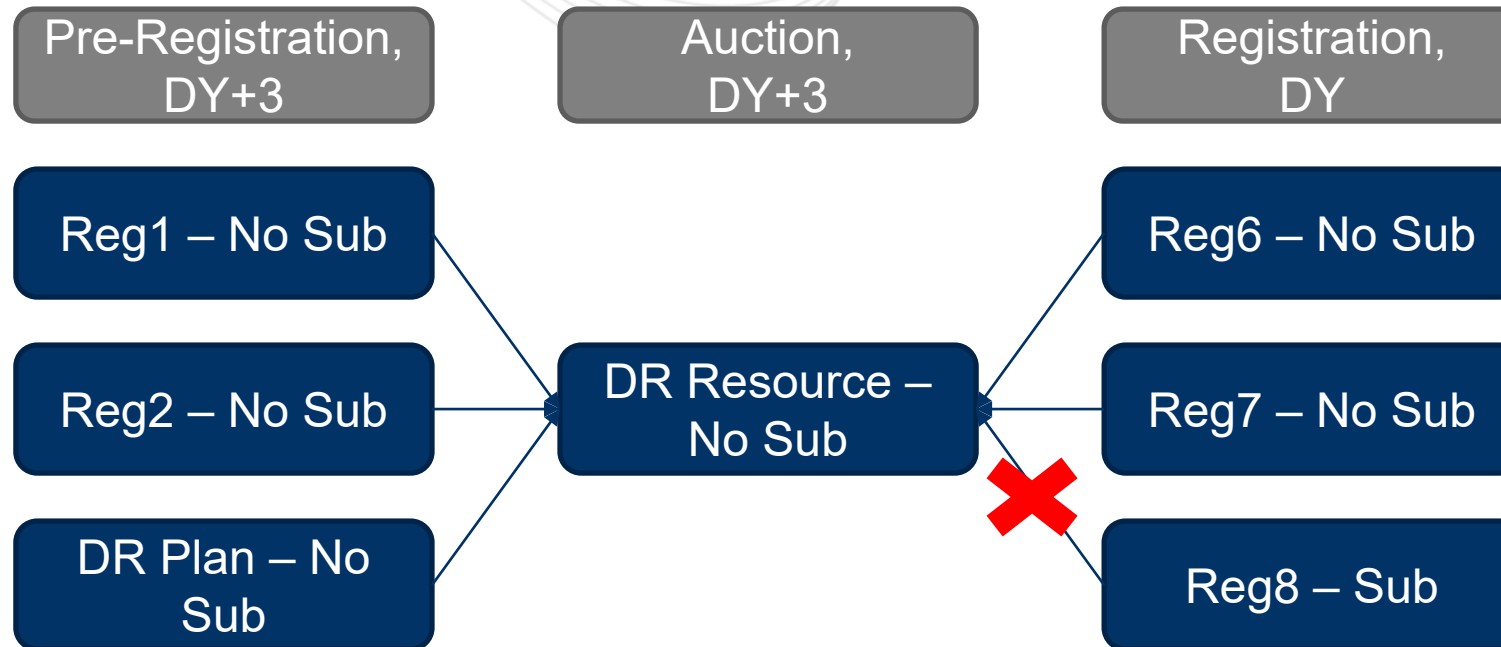 Pre-Registration,
DY+3
Auction,
DY+3
Registration,
DY
Reg1 – No Sub
Reg6 – No Sub
Reg2 – No Sub
DR Resource –
No Sub
Reg7 – No Sub
DR Plan – No
Sub
Reg8 – Sub